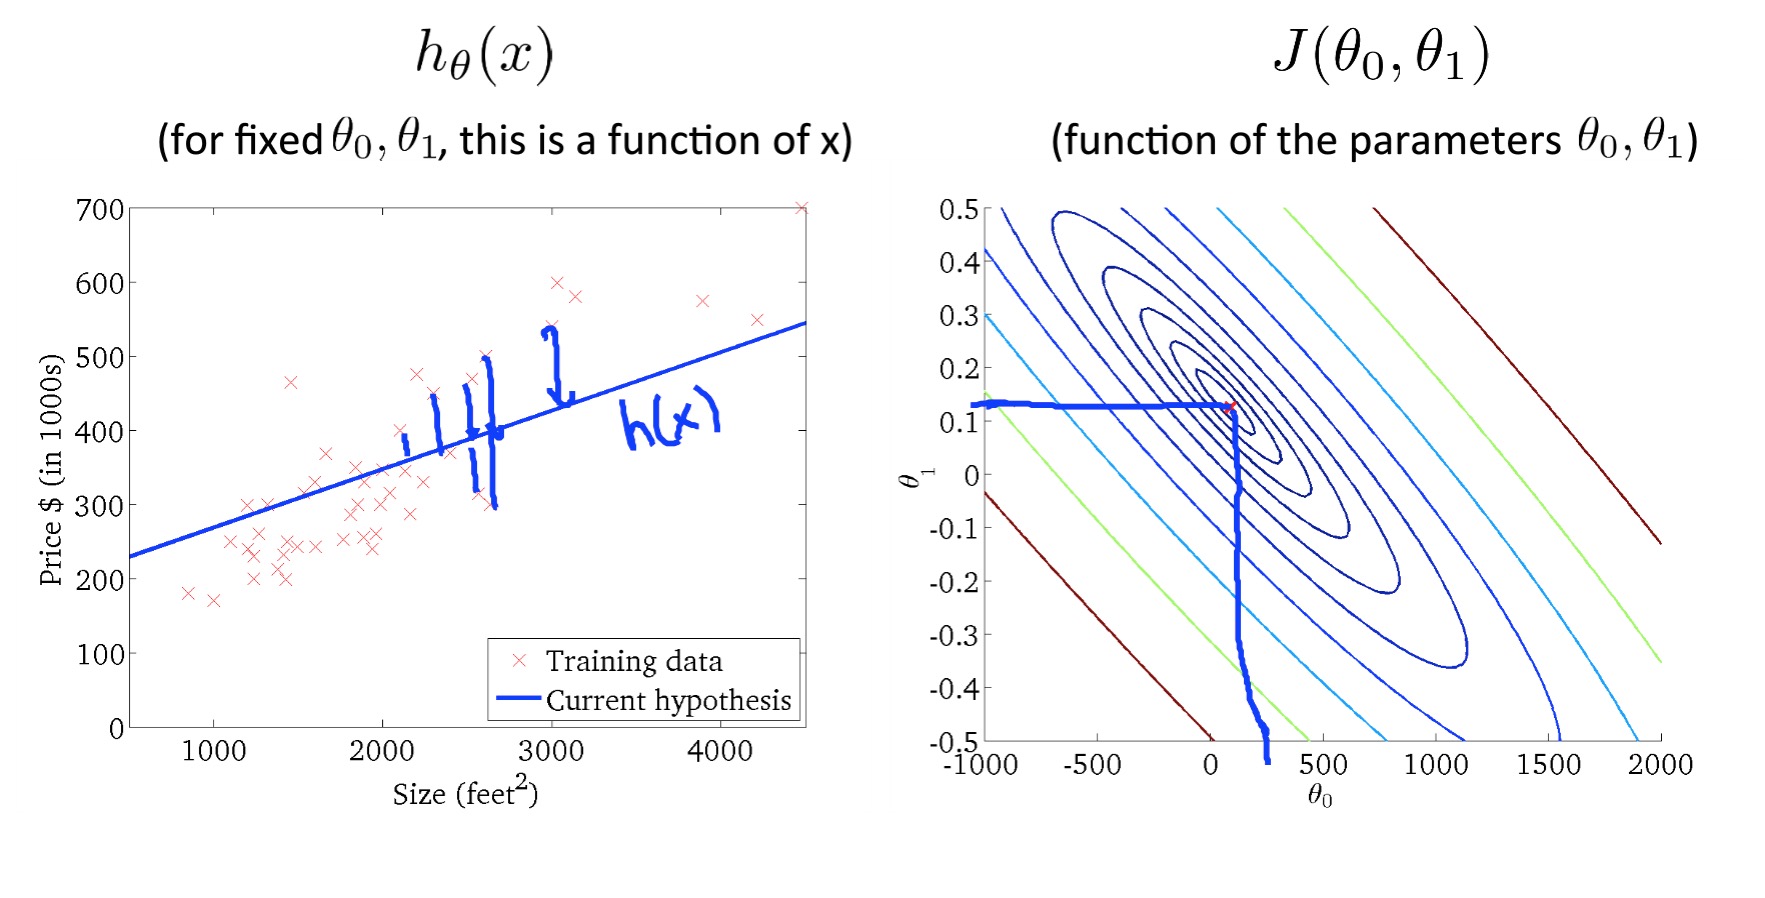 hθ(x)
(for fixed θ0, θ1, this is a function of x)
700
600
500
400
300
200
100
0
Price $ (in 1000s)
1000 2000 3000 4000
Size (feet²)
h(x)
Training data
Current hypothesis
J(θ0, θ1)
(function of the parameters θ0, θ1)
0.5
0.4
0.3
0.2
0.1
0
-0.1
-0.2
-0.3
-0.4
-0.5
θ1
-1000 -500 0 500 1000 1500 2000
θ0